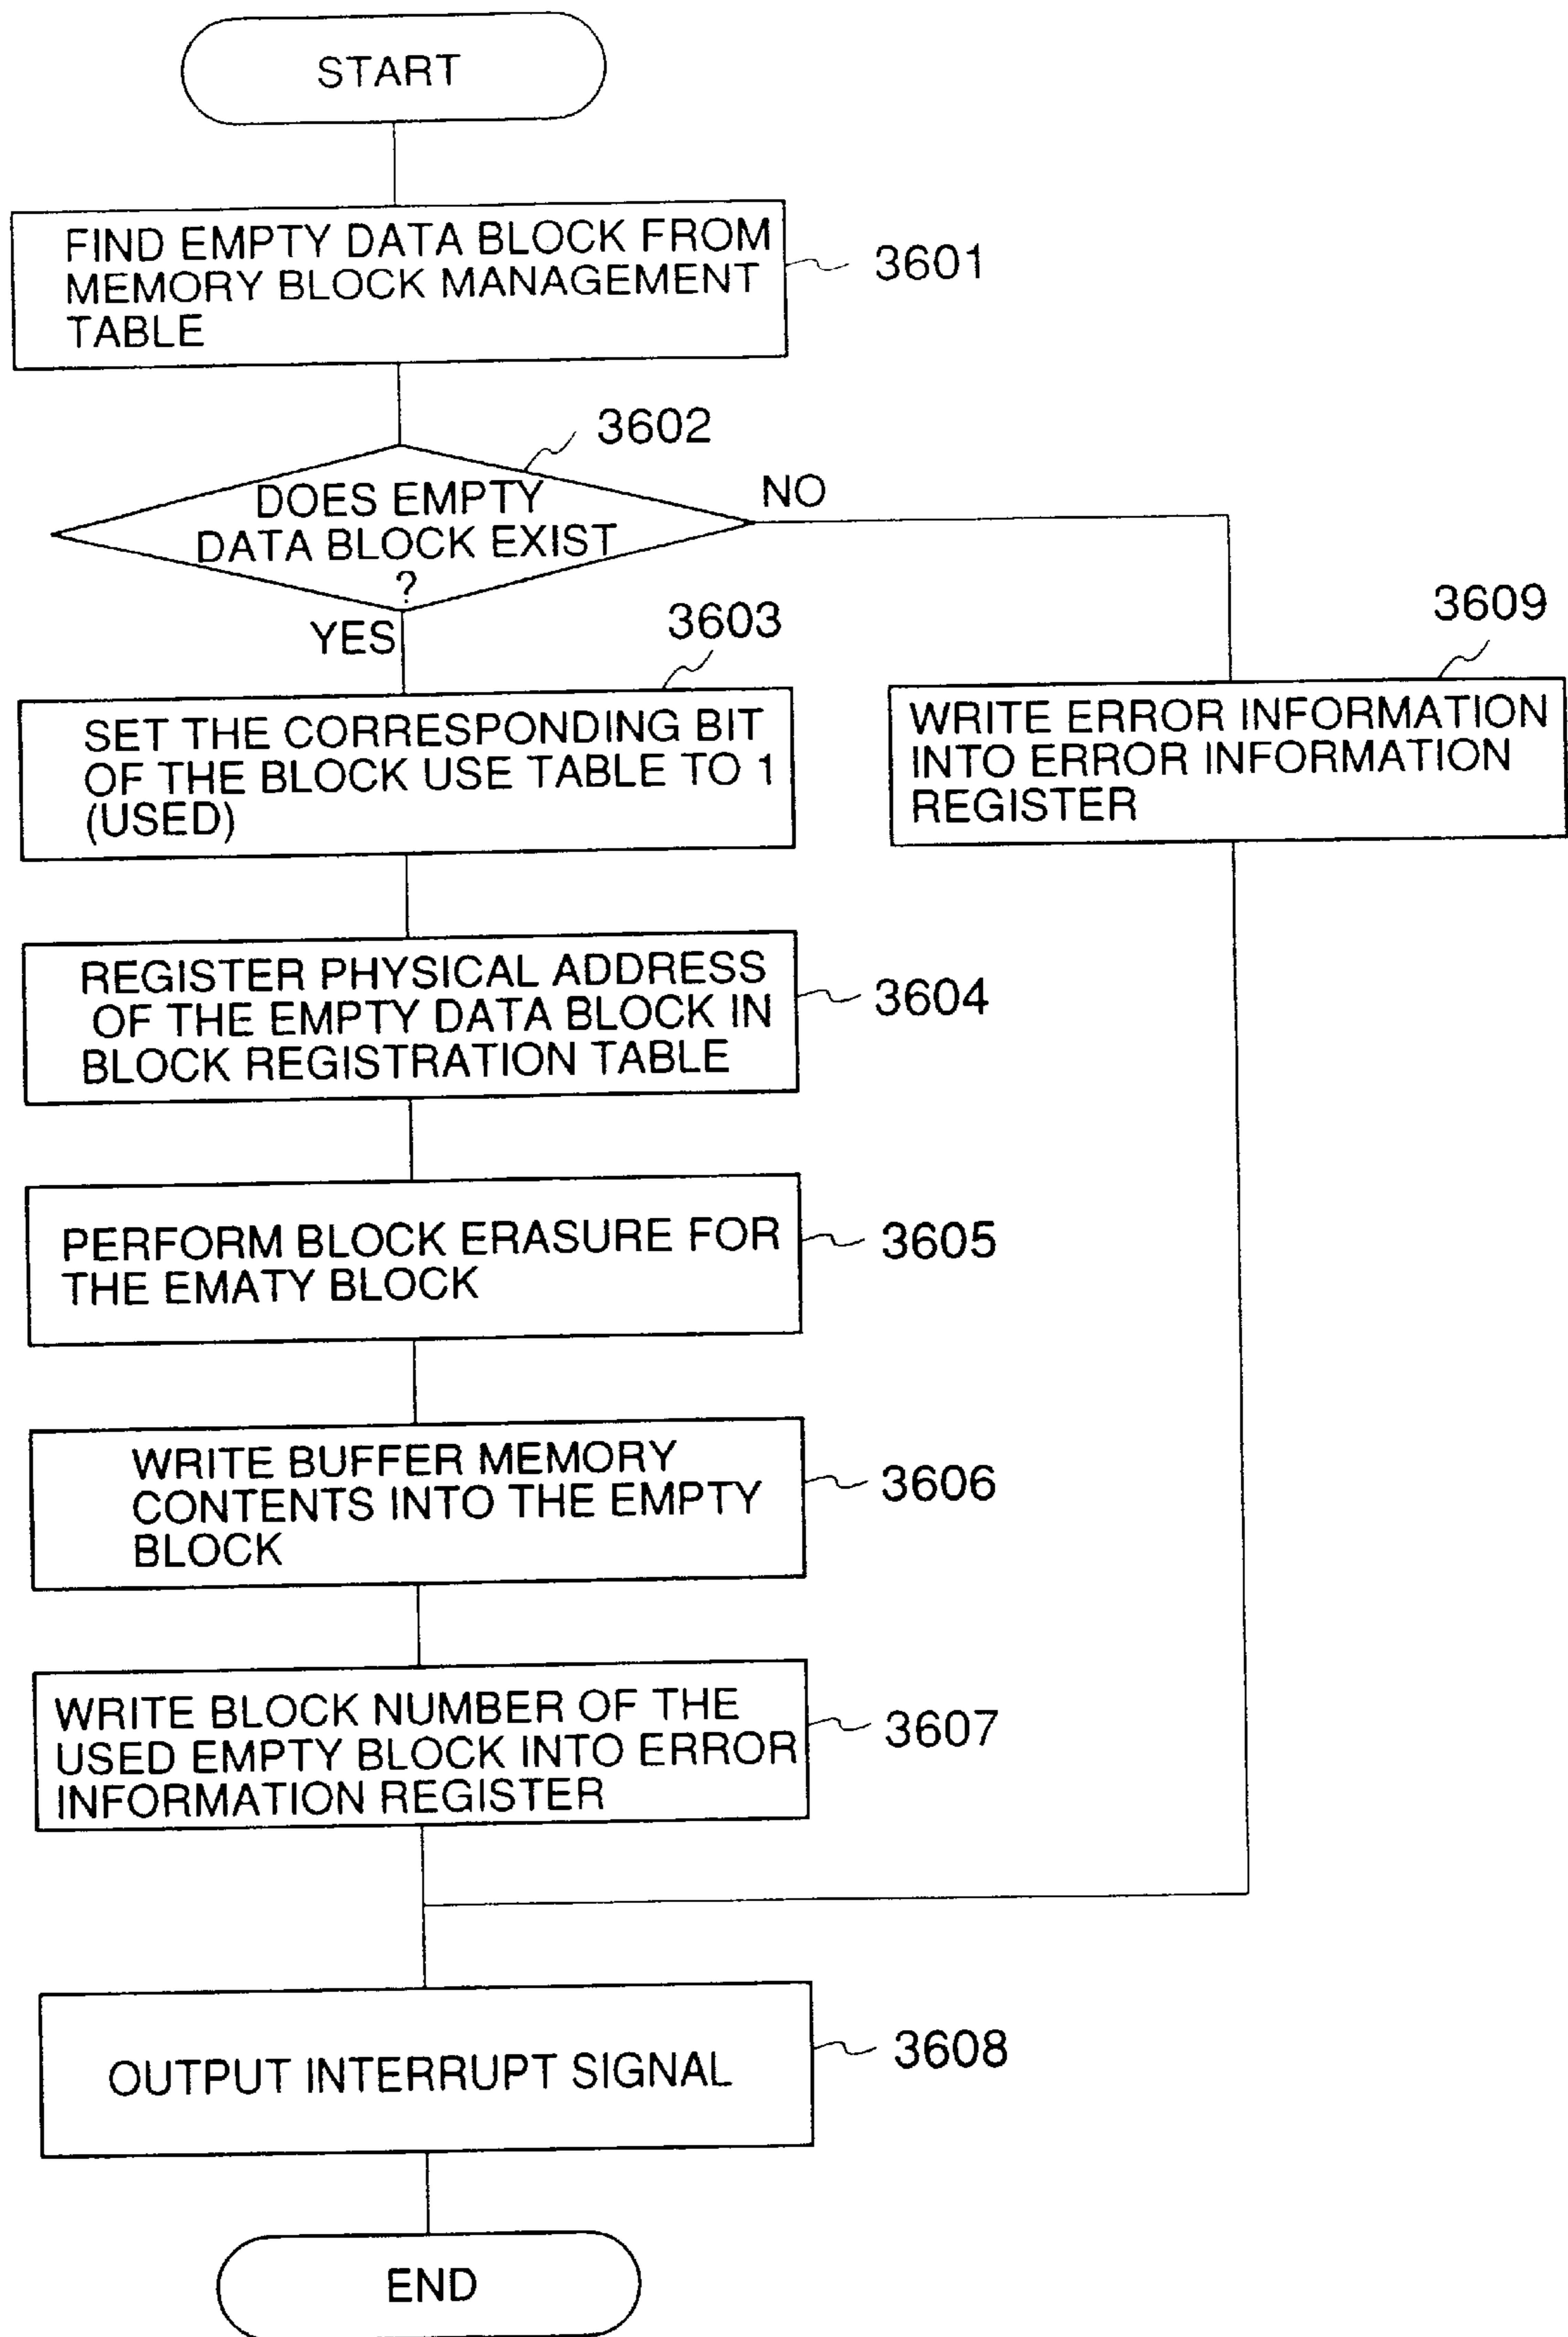 START
FIND EMPTY DATA BLOCK FROM
MEMORY BLOCK MANAGEMENT
TABLE
3601
3602
DOES EMPTY
DATA BLOCK EXIST
?
NO
YES
3603
SET THE CORRESPONDING BIT
OF THE BLOCK USE TABLE TO 1
(USED)
3609
WRITE ERROR INFORMATION
INTO ERROR INFORMATION
REGISTER
REGISTER PHYSICAL ADDRESS
OF THE EMPTY DATA BLOCK IN
BLOCK REGISTRATION TABLE
3604
PERFORM BLOCK ERASURE FOR
THE EMATY BLOCK
3605
WRITE BUFFER MEMORY
CONTENTS INTO THE EMPTY
BLOCK
3606
WRITE BLOCK NUMBER OF THE
USED EMPTY BLOCK INTO ERROR
INFORMATION REGISTER
3607
OUTPUT INTERRUPT SIGNAL
3608
END